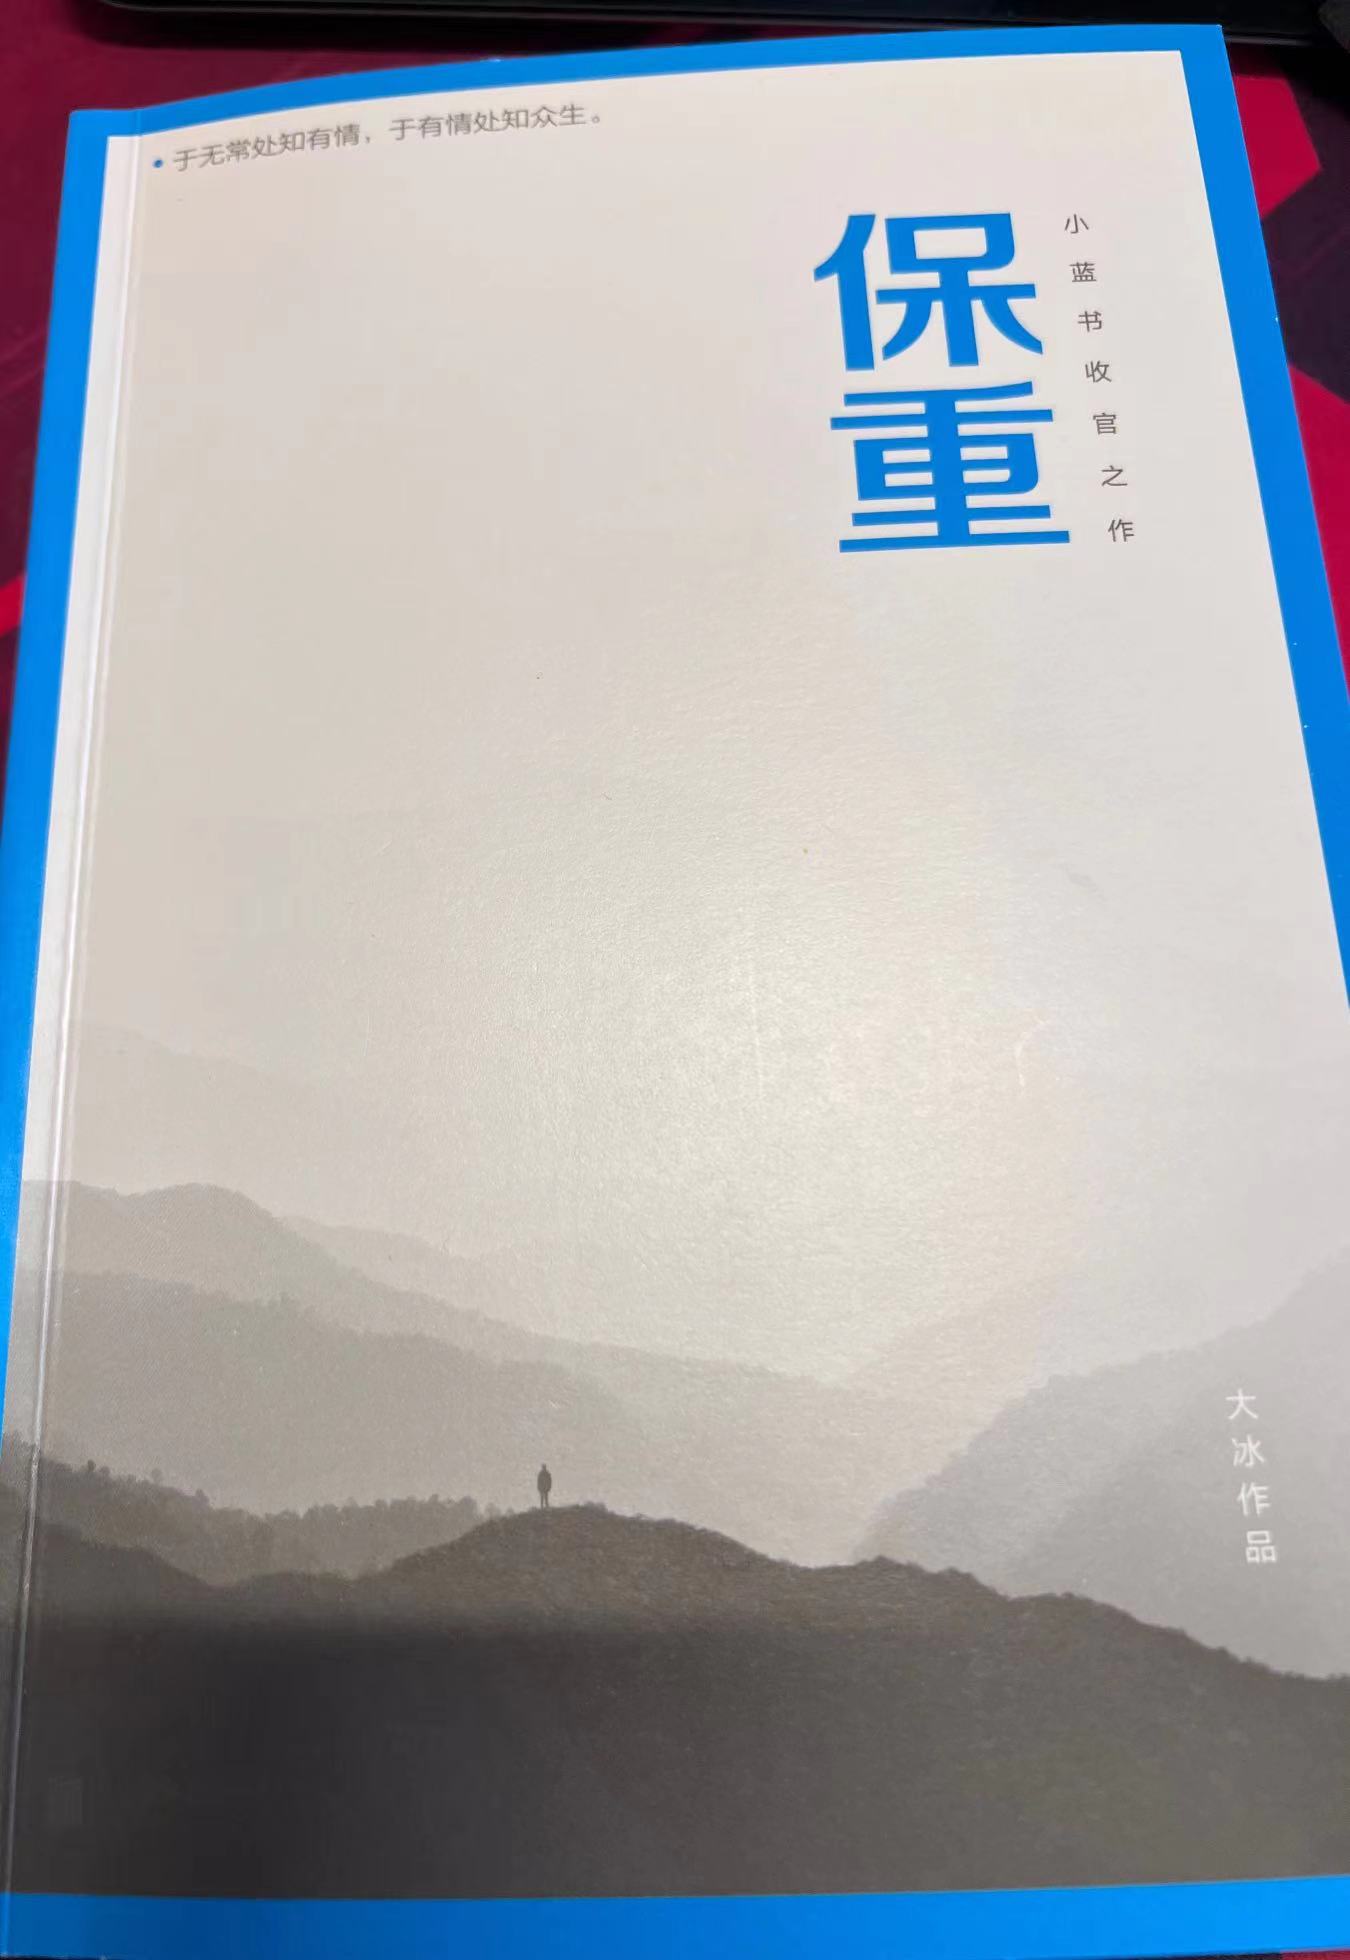 于无常处知有情，于有情处知众生。
保重
小蓝书收官之作
大冰作品